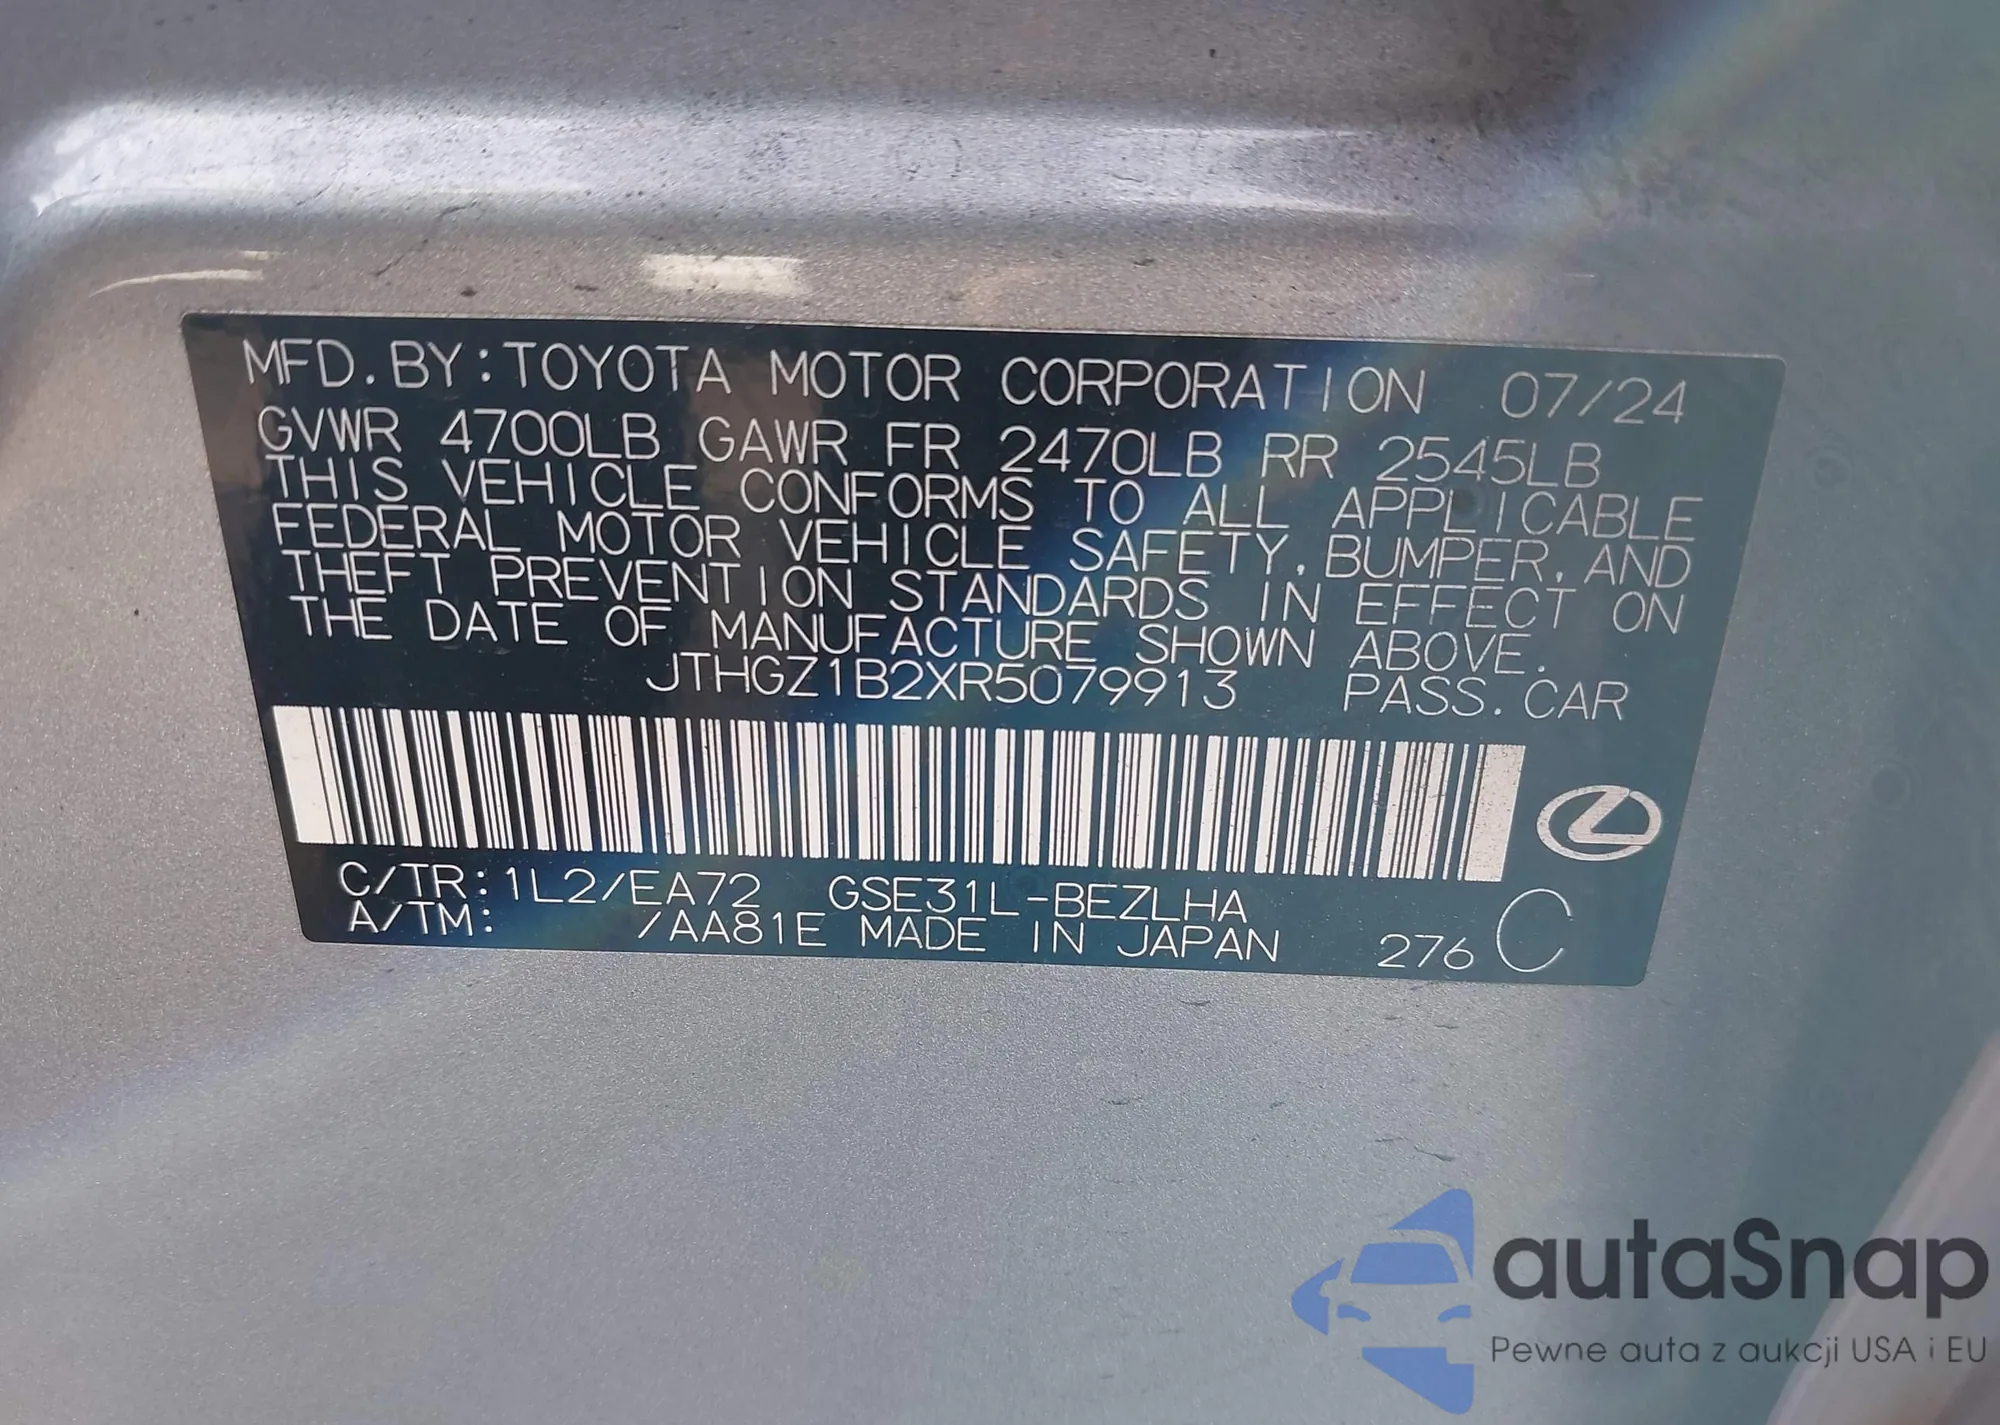 MFD. BY: TOYOTA MOTOR CORPORATION 07/24
GVWR 4700LB GAWR FR 2470LB RR 2545LB
THIS VEHICLE CONFORMS TO ALL APPLICABLE
FEDERAL MOTOR VEHICLE SAFETY, BUMPER, AND
THEFT PREVENTION STANDARDS IN EFFECT ON
THE DATE OF MANUFACTURE SHOWN ABOVE.
JTHGZ1B2XR5079913 PASS. CAR
C/TR: 1L2/EA72 GSE31L-BEZLHA
A/TM: /AA81E MADE IN JAPAN 276 C
autaSnap
Pewne auta z aukcji USA i EU